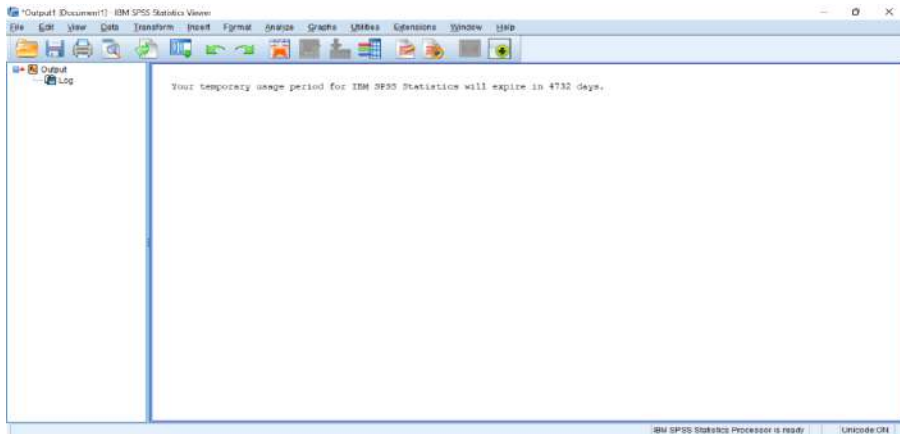 *Output1 [Document1] - IBM SPSS Statistics Viewer
File Edit View Data Transform Insert Format Analyze Graphs Utilities Extensions Window Help
Output
Log
Your temporary usage period for IBM SPSS Statistics will expire in 4732 days.
IBM SPSS Statistics Processor is ready Unicode:ON